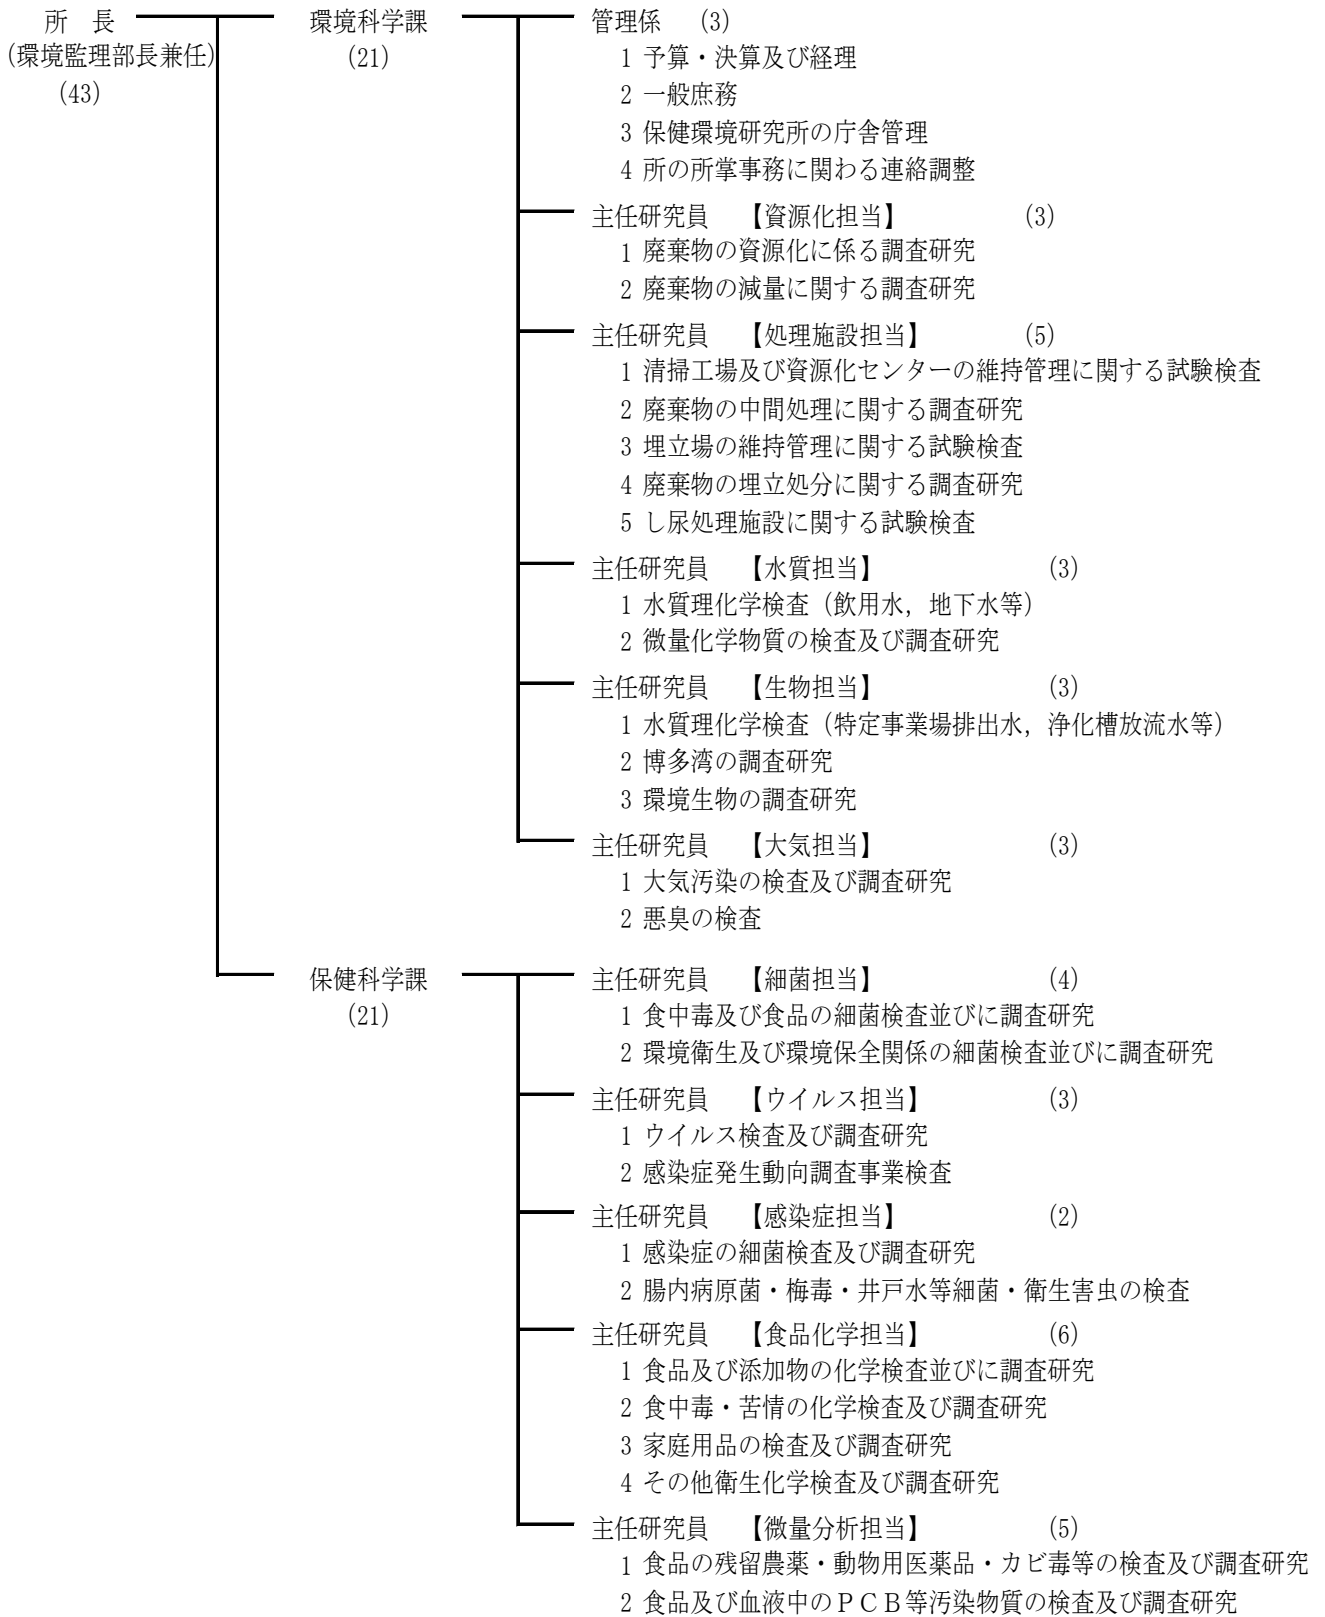 所　長　環境科学課　管理係　(3)
(環境監理部長兼任)　(21)
(43)
1 予算・決算及び経理
2 一般庶務
3 保健環境研究所の庁舎管理
4 所の所掌事務に関わる連絡調整
主任研究員　【資源化担当】　(3)
1 廃棄物の資源化に係る調査研究
2 廃棄物の減量に関する調査研究
主任研究員　【処理施設担当】　(5)
1 清掃工場及び資源化センターの維持管理に関する試験検査
2 廃棄物の中間処理に関する調査研究
3 埋立場の維持管理に関する試験検査
4 廃棄物の埋立処分に関する調査研究
5 し尿処理施設に関する試験検査
主任研究員　【水質担当】　(3)
1 水質理化学検査（飲用水，地下水等）
2 微量化学物質の検査及び調査研究
主任研究員　【生物担当】　(3)
1 水質理化学検査（特定事業場排出水，浄化槽放流水等）
2 博多湾の調査研究
3 環境生物の調査研究
主任研究員　【大気担当】　(3)
1 大気汚染の検査及び調査研究
2 悪臭の検査
保健科学課　主任研究員　【細菌担当】　(4)
(21)
1 食中毒及び食品の細菌検査並びに調査研究
2 環境衛生及び環境保全関係の細菌検査並びに調査研究
主任研究員　【ウイルス担当】　(3)
1 ウイルス検査及び調査研究
2 感染症発生動向調査事業検査
主任研究員　【感染症担当】　(2)
1 感染症の細菌検査及び調査研究
2 腸内病原菌・梅毒・井戸水等細菌・衛生害虫の検査
主任研究員　【食品化学担当】　(6)
1 食品及び添加物の化学検査並びに調査研究
2 食中毒・苦情の化学検査及び調査研究
3 家庭用品の検査及び調査研究
4 その他衛生化学検査及び調査研究
主任研究員　【微量分析担当】　(5)
1 食品の残留農薬・動物用医薬品・カビ毒等の検査及び調査研究
2 食品及び血液中のＰＣＢ等汚染物質の検査及び調査研究